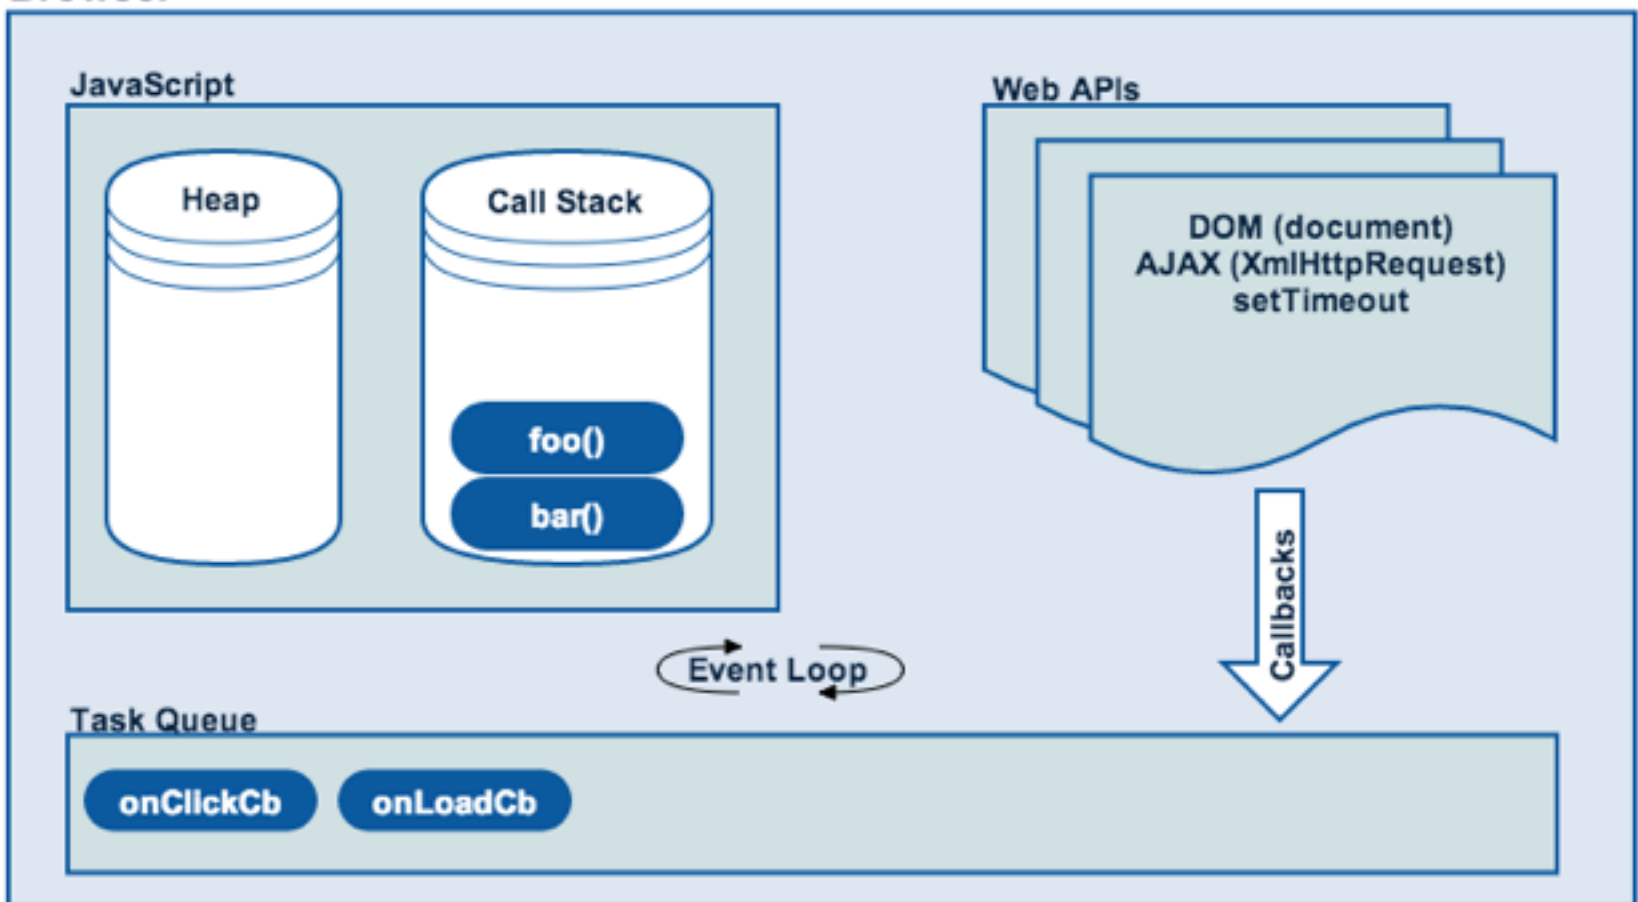 JavaScript
Heap
Call Stack
foo()
bar()
Web APIs
DOM (document)
AJAX (XmlHttpRequest)
setTimeout
Callbacks
Event Loop
Task Queue
onClickCb
onLoadCb